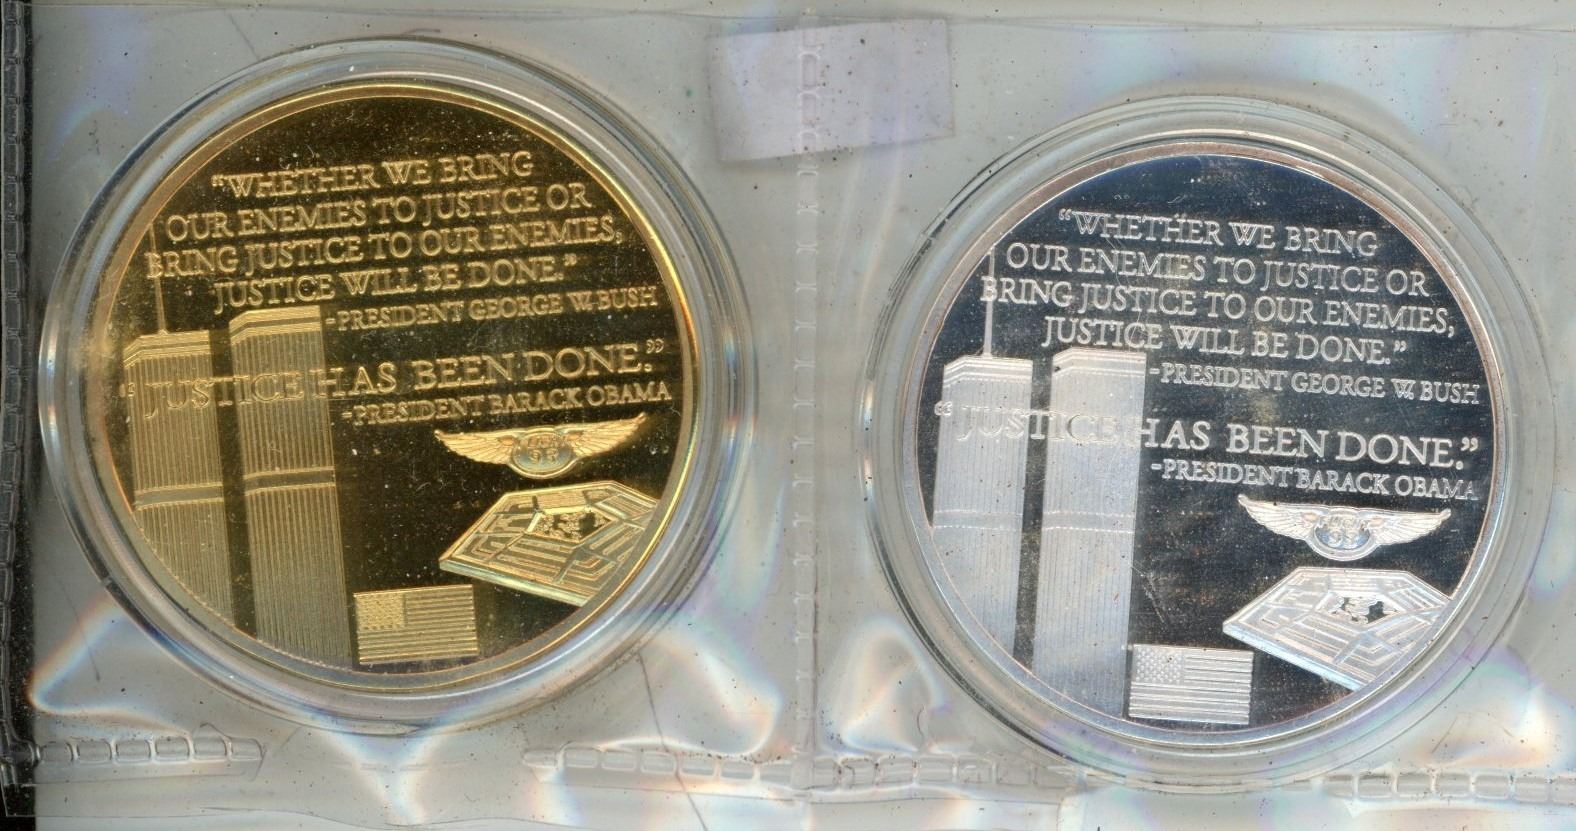 “WHETHER WE BRING
OUR ENEMIES TO JUSTICE OR
BRING JUSTICE TO OUR ENEMIES,
JUSTICE WILL BE DONE.”
-PRESIDENT GEORGE W. BUSH
“JUSTICE HAS BEEN DONE.”
-PRESIDENT BARACK OBAMA
93
“WHETHER WE BRING
OUR ENEMIES TO JUSTICE OR
BRING JUSTICE TO OUR ENEMIES,
JUSTICE WILL BE DONE.”
-PRESIDENT GEORGE W. BUSH
“JUSTICE HAS BEEN DONE.”
-PRESIDENT BARACK OBAMA
93